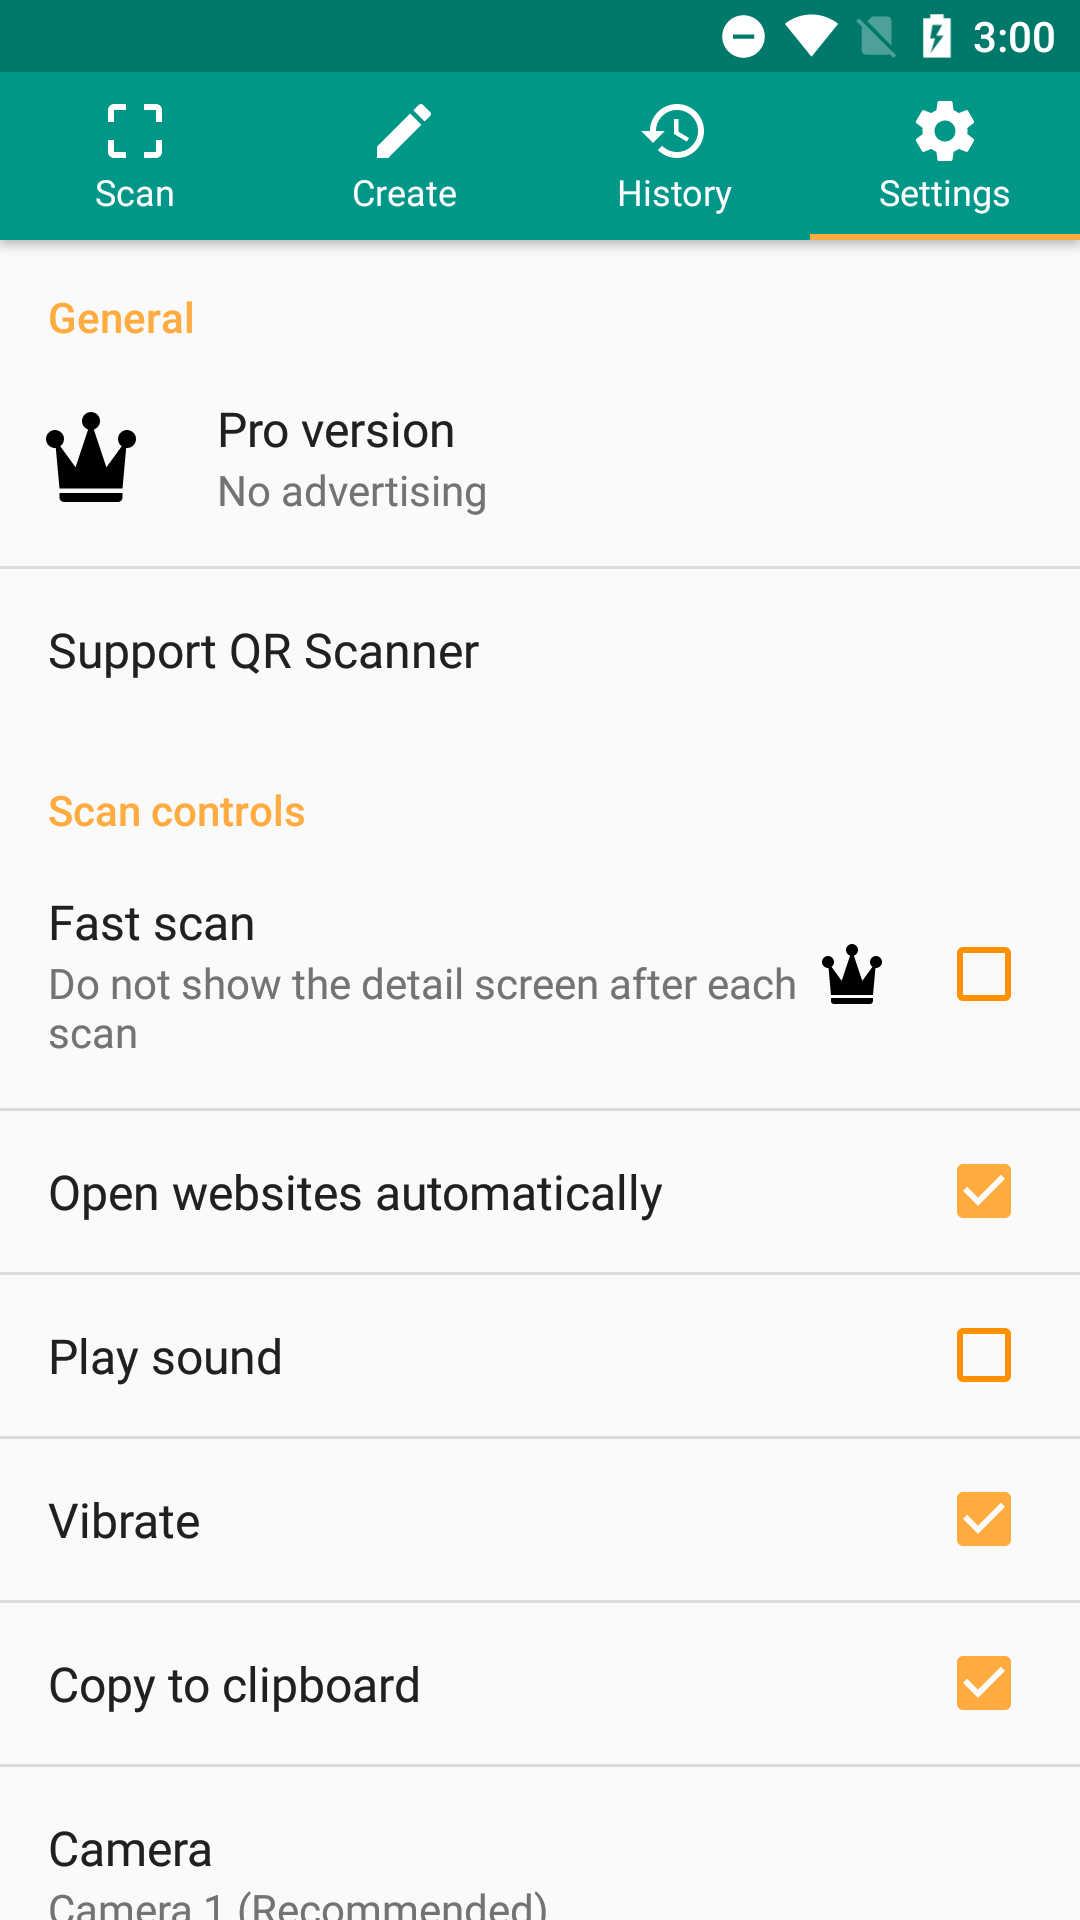 3:00
Scan
Create
History
Settings
General
Pro version
No advertising
Support QR Scanner
Scan controls
Fast scan
Do not show the detail screen after each
scan
Open websites automatically
Play sound
Vibrate
Copy to clipboard
Camera
Camera 1 (Recommended)